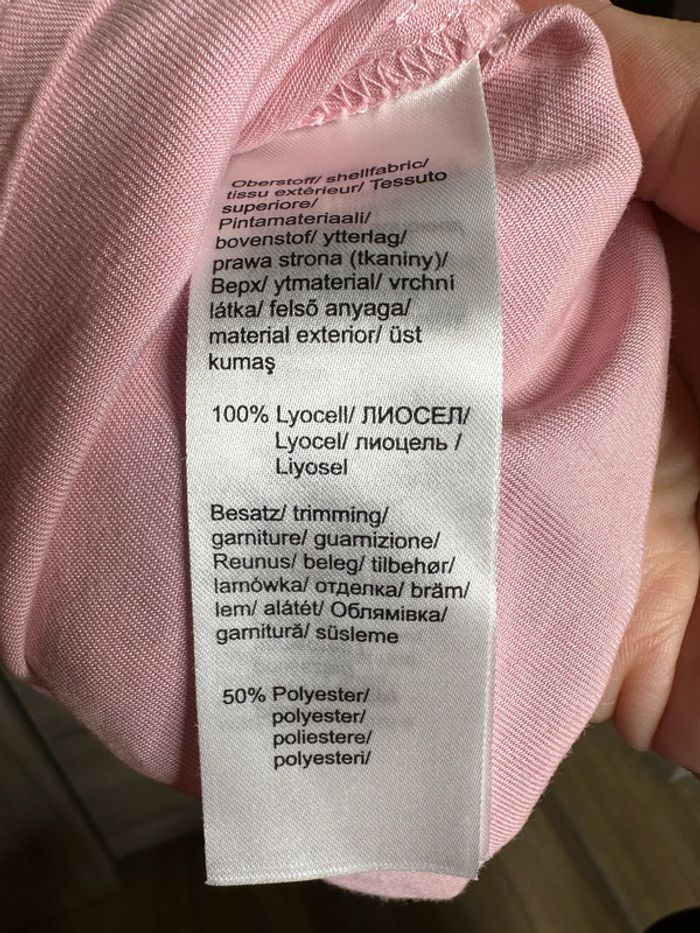 Oberstoff/ shellfabric/
tissu extérieur/ Tessuto
superiore/
Pintamateriaali/
bovenstof/ ytterlag/
prawa strona (tkaniny)/
Верх/ ytmaterial/ vrchní
látka/ felső anyaga/
material exterior/ üst
kumaş
100% Lyocell/ ЛИОСЕЛ/
Lyocel/ лиоцель /
Liyosel
Besatz/ trimming/
garniture/ guarnizione/
Reunus/ beleg/ tilbehør/
lamówka/ отделка/ bräm/
lem/ alátét/ Облямівка/
garnitură/ süsleme
50% Polyester/
polyester/
poliestere/
polyesteri/